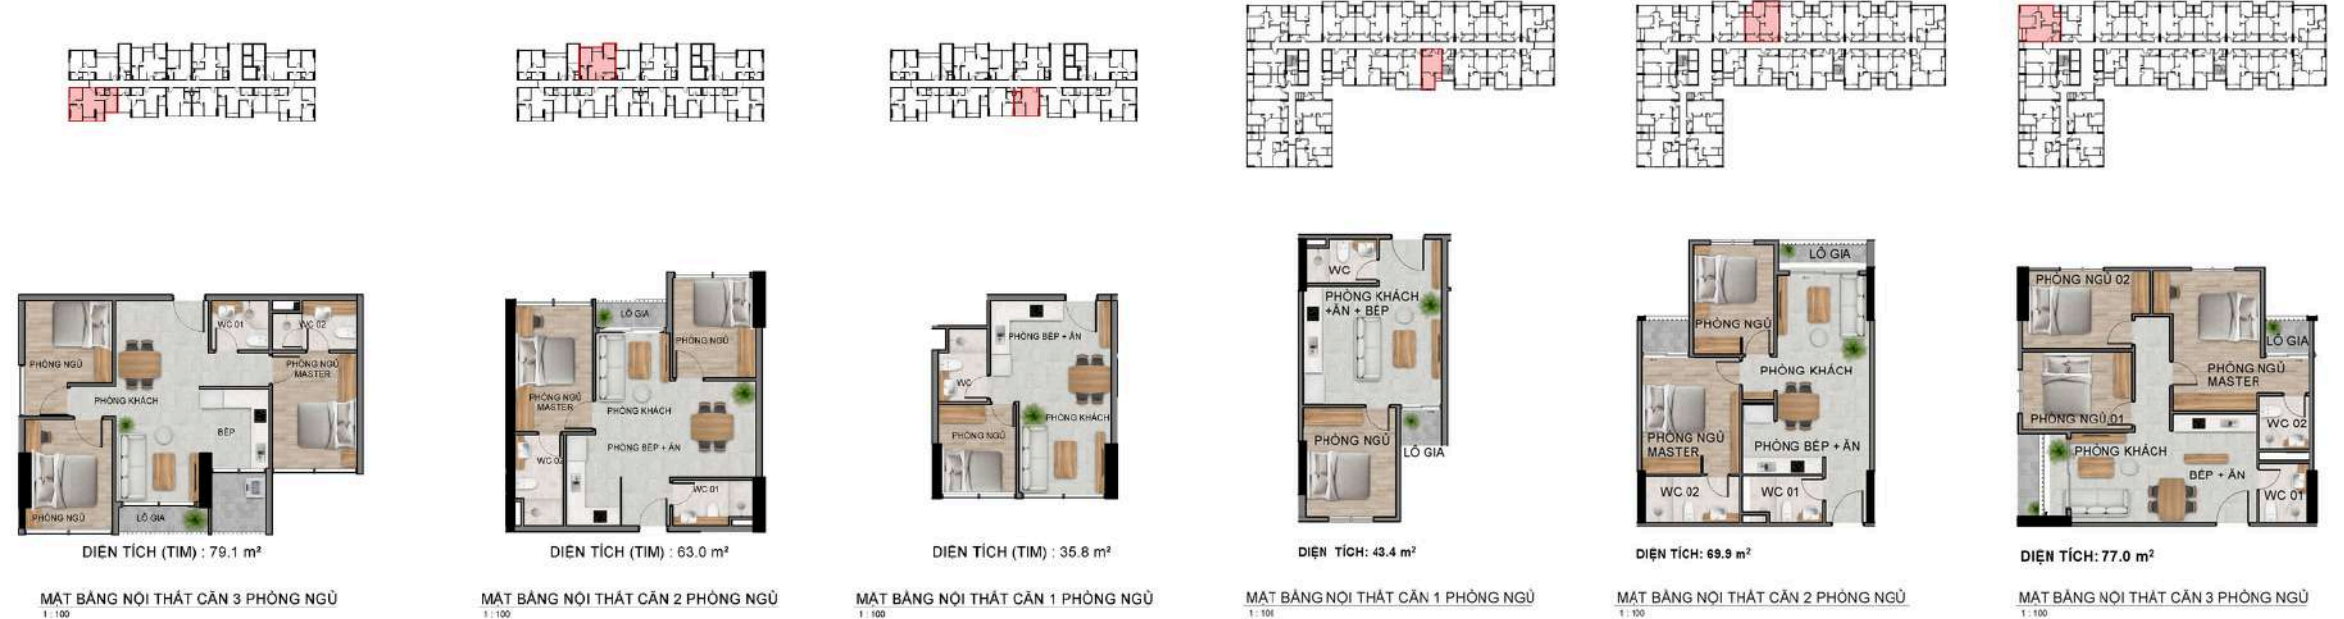 PHÒNG NGỦ
WC 01
WC 02
PHÒNG NGỦ
MASTER
PHÒNG KHÁCH
BẾP
PHÒNG NGỦ
LÔ GIA
DIỆN TÍCH (TIM) : 79.1 m²
MẶT BẰNG NỘI THẤT CĂN 3 PHÒNG NGỦ
1 : 100
LÔ GIA
PHÒNG NGỦ
PHÒNG NGỦ
MASTER
PHÒNG KHÁCH
PHÒNG BẾP + ĂN
WC 02
WC 01
DIỆN TÍCH (TIM) : 63.0 m²
MẶT BẰNG NỘI THẤT CĂN 2 PHÒNG NGỦ
1 : 100
PHÒNG BẾP + ĂN
WC
PHÒNG KHÁCH
PHÒNG NGỦ
DIỆN TÍCH (TIM) : 35.8 m²
MẶT BẰNG NỘI THẤT CĂN 1 PHÒNG NGỦ
1 : 100
WC
PHÒNG KHÁCH
+ĂN + BẾP
PHÒNG NGỦ
LÔ GIA
DIỆN TÍCH: 43.4 m²
MẶT BẰNG NỘI THẤT CĂN 1 PHÒNG NGỦ
LÔ GIA
PHÒNG NGỦ
PHÒNG KHÁCH
PHÒNG NGỦ
MASTER
PHÒNG BẾP + ĂN
WC 02
WC 01
DIỆN TÍCH: 69.9 m²
MẶT BẰNG NỘI THẤT CĂN 2 PHÒNG NGỦ
1 : 100
PHÒNG NGỦ 02
LÔ GIA
PHÒNG NGỦ
MASTER
PHÒNG NGỦ 01
WC 02
PHÒNG KHÁCH
BẾP + ĂN
WC 01
DIỆN TÍCH: 77.0 m²
MẶT BẰNG NỘI THẤT CĂN 3 PHÒNG NGỦ
1 : 100